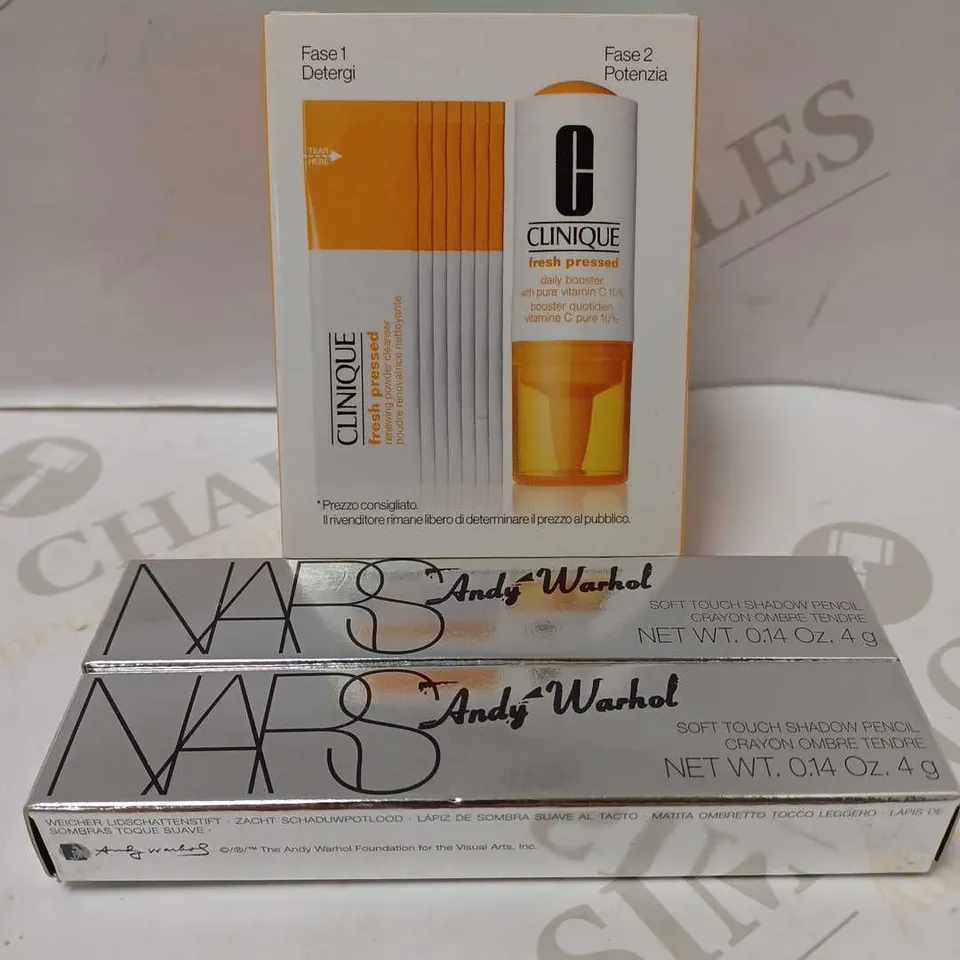 Fase 1
Detergi
Fase 2
Potenzia
TEAR
HERE
CLINIQUE
fresh pressed
renewing powder cleanser
poudre rénovatrice nettoyante
C
CLINIQUE
fresh pressed
daily booster
with pure vitamin C 10%
booster quotidien
vitamine C pure 10%
*Prezzo consigliato.
Il rivenditore rimane libero di determinare il prezzo al pubblico.
NARS Andy Warhol
SOFT TOUCH SHADOW PENCIL
CRAYON OMBRE TENDRE
NET WT. 0.14 Oz. 4 g
NARS Andy Warhol
SOFT TOUCH SHADOW PENCIL
CRAYON OMBRE TENDRE
NET WT. 0.14 Oz. 4 g
WEICHER LIDSCHATTENSTIFT · ZACHT SCHADUWPOTLOOD · LÁPIZ DE SOMBRA SUAVE AL TACTO · MATITA OMBRETTO TOCCO LEGGERO · LÁPIS DE
SOMBRAS TOQUE SUAVE ·
Andy Warhol ©/®/™ The Andy Warhol Foundation for the Visual Arts, Inc.